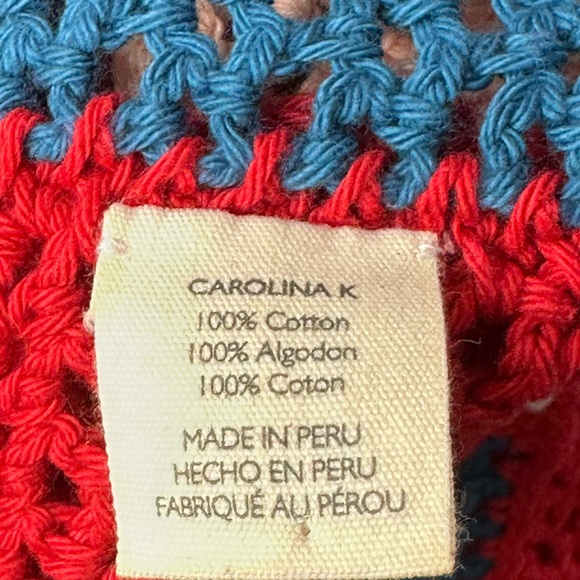 CAROLINA K
100% Cotton
100% Algodon
100% Coton
MADE IN PERU
HECHO EN PERU
FABRIQUÉ AU PÉROU